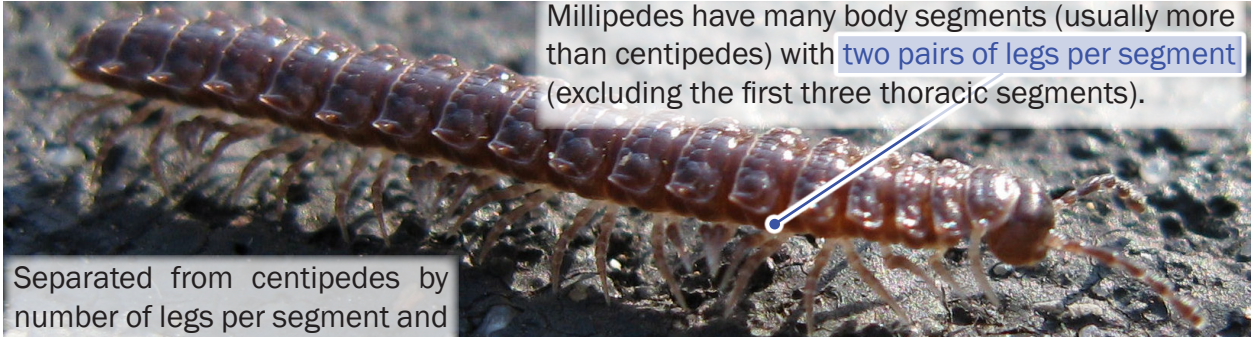 Millipedes have many body segments (usually more
than centipedes) with two pairs of legs per segment
(excluding the first three thoracic segments).
Separated from centipedes by
number of legs per segment and